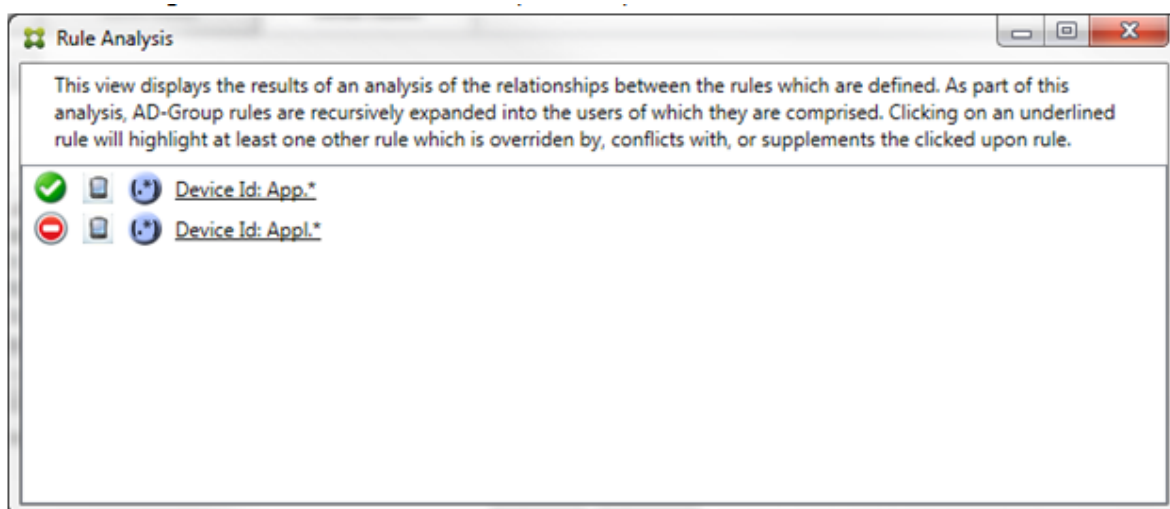 Rule Analysis
This view displays the results of an analysis of the relationships between the rules which are defined. As part of this
analysis, AD-Group rules are recursively expanded into the users of which they are comprised. Clicking on an underlined
rule will highlight at least one other rule which is overriden by, conflicts with, or supplements the clicked upon rule.
(.*) Device Id: App.*
(.*) Device Id: Appl.*